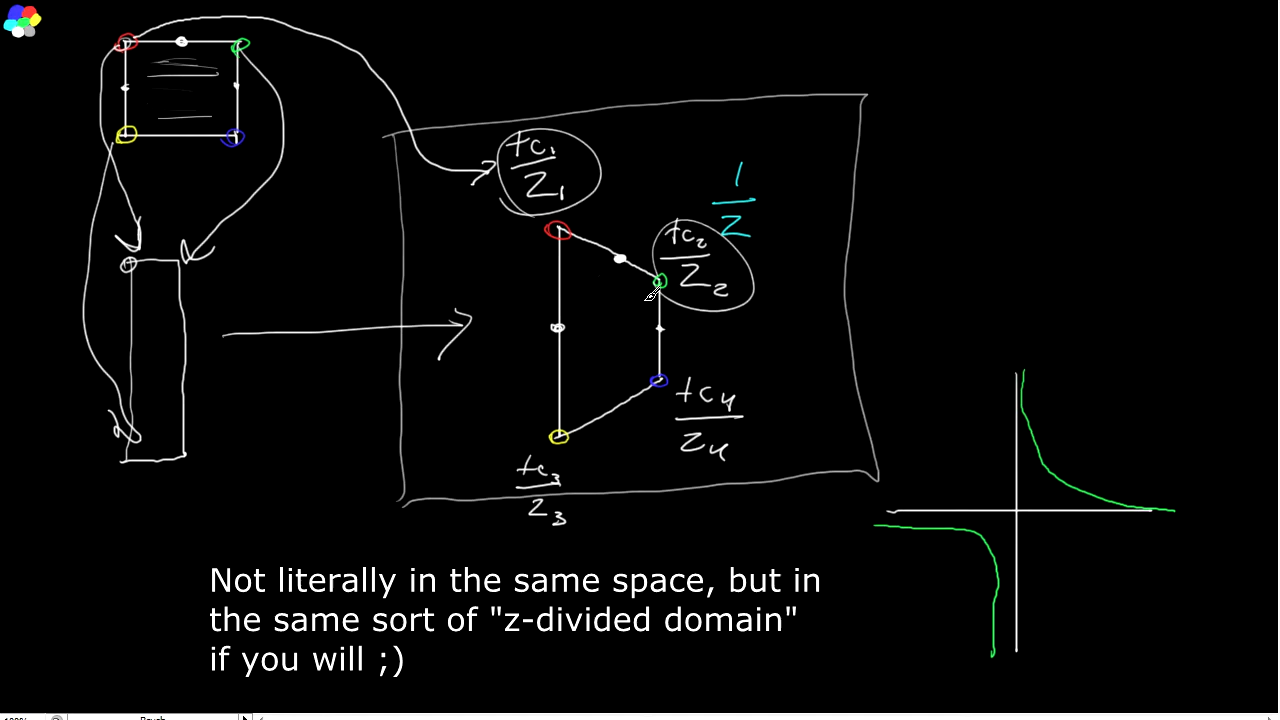 tc₁
Z₁
1
Z
tc₂
Z₂
tc₄
Z₄
tc₃
Z₃
Not literally in the same space, but in
the same sort of "z-divided domain"
if you will ;)